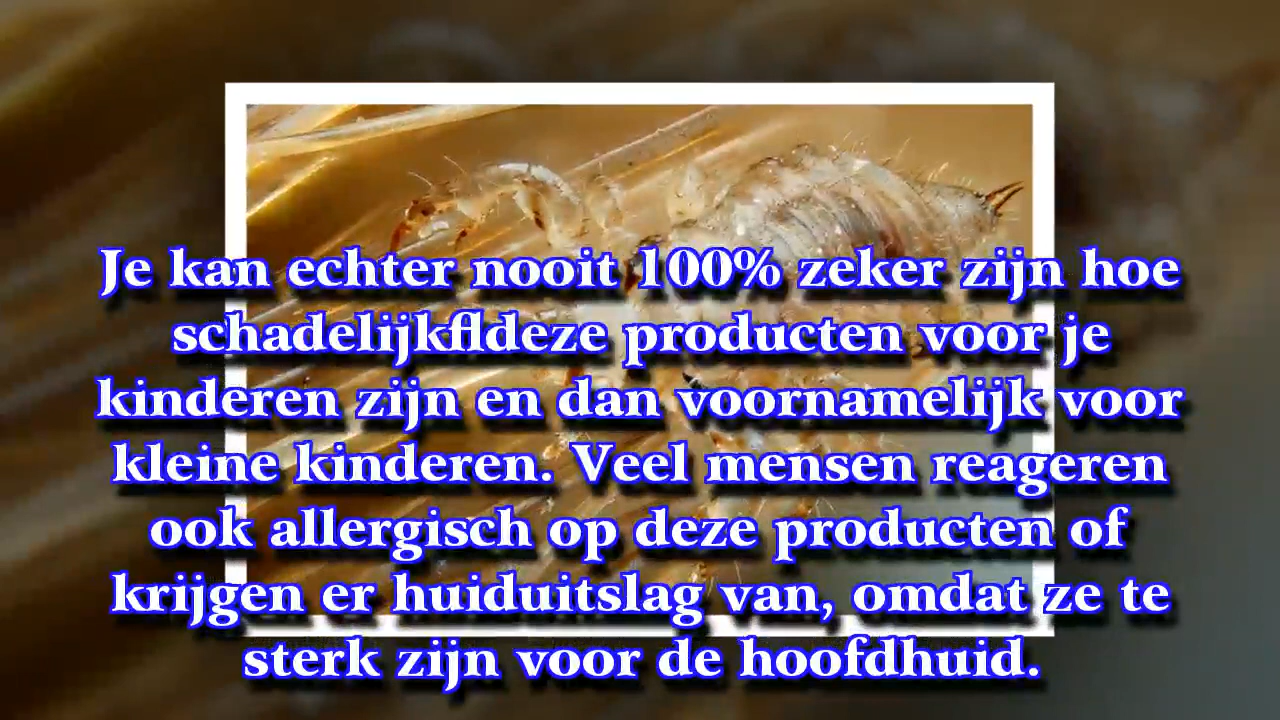 Je kan echter nooit 100% zeker zijn hoe
schadelijkﬂdeze producten voor je
kinderen zijn en dan voornamelijk voor
kleine kinderen. Veel mensen reageren
ook allergisch op deze producten of
krijgen er huiduitslag van, omdat ze te
sterk zijn voor de hoofdhuid.